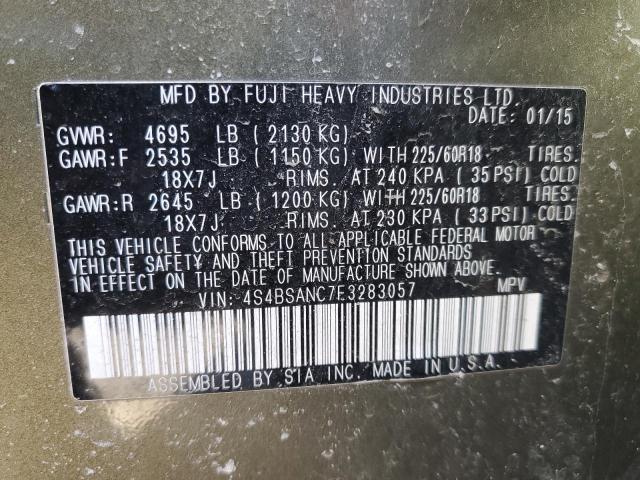 MFD BY FUJI HEAVY INDUSTRIES LTD.
DATE: 01/15
GVWR: 4695 LB ( 2130 KG)
GAWR:F 2535 LB ( 1150 KG) WITH 225/60R18 TIRES.
18X7J RIMS. AT 240 KPA ( 35 PSI) COLD
GAWR:R 2645 LB ( 1200 KG) WITH 225/60R18 TIRES.
18X7J RIMS. AT 230 KPA ( 33 PSI) COLD
THIS VEHICLE CONFORMS TO ALL APPLICABLE FEDERAL MOTOR
VEHICLE SAFETY AND THEFT PREVENTION STANDARDS
IN EFFECT ON THE DATE OF MANUFACTURE SHOWN ABOVE.
VIN: 4S4BSANC7F3283057 MPV
ASSEMBLED BY SIA INC. MADE IN U.S.A.